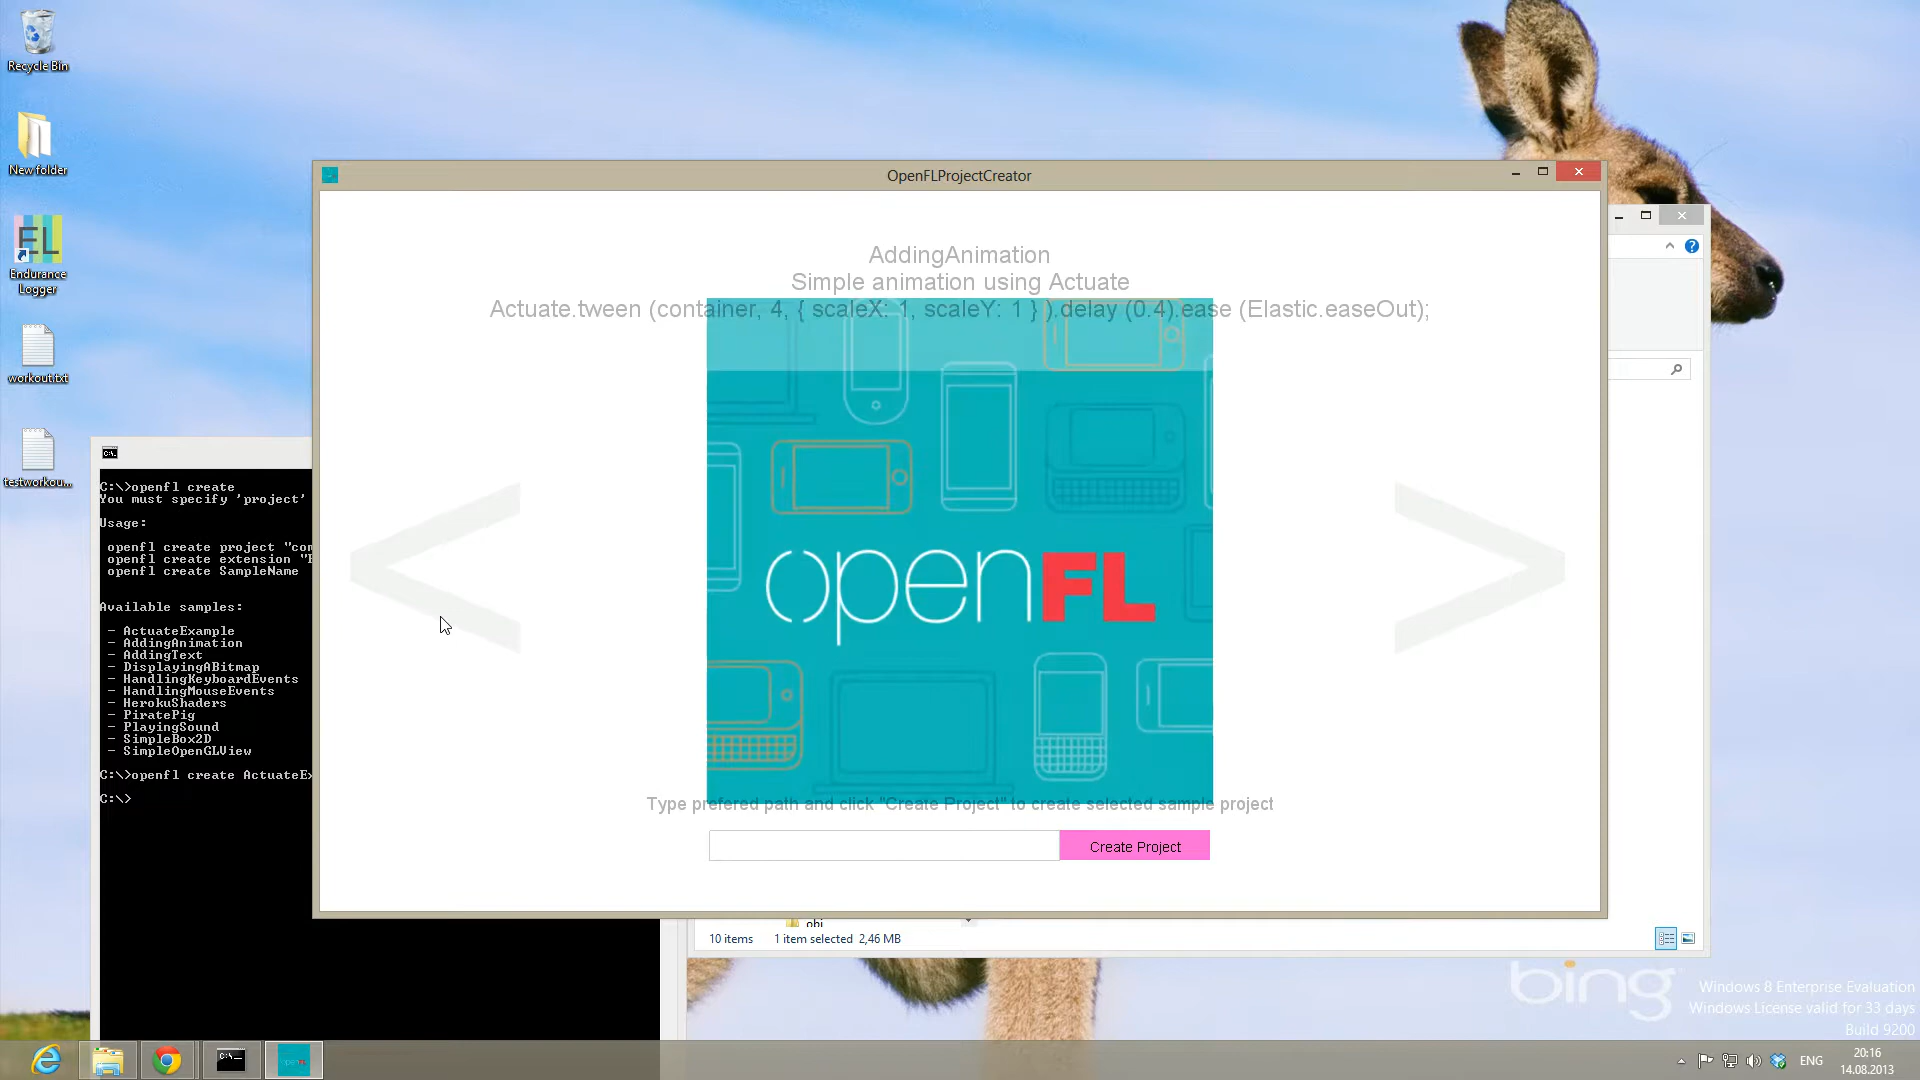 Recycle Bin
New folder
EL
Endurance
Logger
workout.txt
testworkou...
OpenFLProjectCreator
AddingAnimation
Simple animation using Actuate
Actuate.tween (container, 4, { scaleX: 1, scaleY: 1 } ).delay (0.4).ease (Elastic.easeOut);
<
>
openFL
Type prefered path and click "Create Project" to create selected sample project
Create Project
C:\>openfl create
You must specify 'project'
Usage:
openfl create project "com
openfl create extension "
openfl create SampleName
Available samples:
- ActuateExample
- AddingAnimation
- AddingText
- DisplayingABitmap
- HandlingKeyboardEvents
- HandlingMouseEvents
- HerokuShaders
- PiratePig
- PlayingSound
- SimpleBox2D
- SimpleOpenGLView
C:\>openfl create ActuateEx
C:\>
obj
10 items 1 item selected 2,46 MB
bing
Windows 8 Enterprise Evaluation
Windows License valid for 33 days
Build 9200
ENG
20:16
14.08.2013